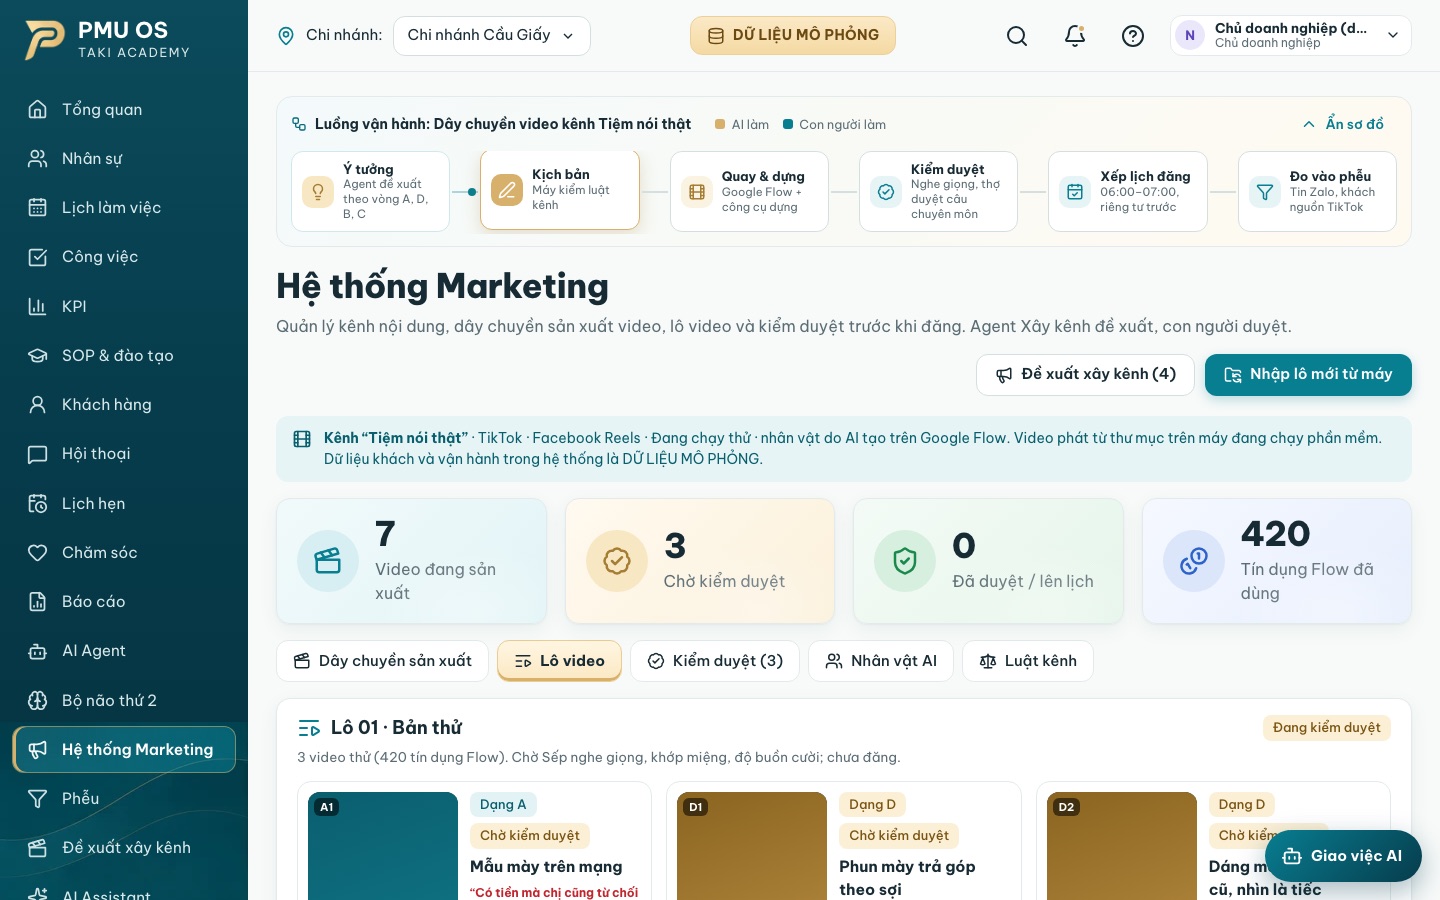 PMU OS
TAKI ACADEMY
Tổng quan
Nhân sự
Lịch làm việc
Công việc
KPI
SOP & đào tạo
Khách hàng
Hội thoại
Lịch hẹn
Chăm sóc
Báo cáo
AI Agent
Bộ não thứ 2
Hệ thống Marketing
Phễu
Đề xuất xây kênh
AI Assistant
Chi nhánh:
Chi nhánh Cầu Giấy
DỮ LIỆU MÔ PHỎNG
N
Chủ doanh nghiệp (d...
Chủ doanh nghiệp
Luồng vận hành: Dây chuyền video kênh Tiệm nói thật
AI làm
Con người làm
Ẩn sơ đồ
Ý tưởng
Agent đề xuất
theo vòng A, D,
B, C
Kịch bản
Máy kiểm luật
kênh
Quay & dựng
Google Flow +
công cụ dựng
Kiểm duyệt
Nghe giọng, thợ
duyệt câu
chuyên môn
Xếp lịch đăng
06:00–07:00,
riêng tư trước
Đo vào phễu
Tin Zalo, khách
nguồn TikTok
Hệ thống Marketing
Quản lý kênh nội dung, dây chuyền sản xuất video, lô video và kiểm duyệt trước khi đăng. Agent Xây kênh đề xuất, con người duyệt.
Đề xuất xây kênh (4)
Nhập lô mới từ máy
Kênh “Tiệm nói thật” · TikTok · Facebook Reels · Đang chạy thử · nhân vật do AI tạo trên Google Flow. Video phát từ thư mục trên máy đang chạy phần mềm.
Dữ liệu khách và vận hành trong hệ thống là DỮ LIỆU MÔ PHỎNG.
7
Video đang sản
xuất
3
Chờ kiểm duyệt
0
Đã duyệt / lên lịch
420
Tín dụng Flow đã
dùng
Dây chuyền sản xuất
Lô video
Kiểm duyệt (3)
Nhân vật AI
Luật kênh
Lô 01 · Bản thử
Đang kiểm duyệt
3 video thử (420 tín dụng Flow). Chờ Sếp nghe giọng, khớp miệng, độ buồn cười; chưa đăng.
A1
Dạng A
Chờ kiểm duyệt
Mẫu mày trên mạng
“Có tiền mà chị cũng từ chối
D1
Dạng D
Chờ kiểm duyệt
Phun mày trả góp
theo sợi
D2
Dạng D
Chờ kiểm
Dáng
cũ, nhìn là tiếc
Giao việc AI